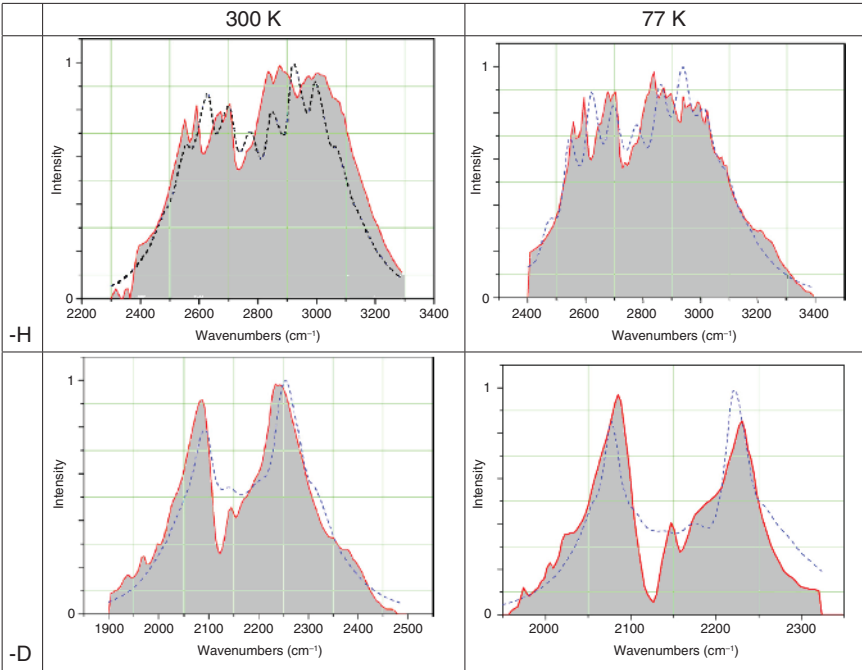 300 K
77 K
-H
Intensity
1
0
2200 2400 2600 2800 3000 3200 3400
Wavenumbers (cm⁻¹)
Intensity
1
0
2400 2600 2800 3000 3200 3400
Wavenumbers (cm⁻¹)
-D
Intensity
1
0
1900 2000 2100 2200 2300 2400 2500
Wavenumbers (cm⁻¹)
Intensity
1
0
2000 2100 2200 2300
Wavenumbers (cm⁻¹)